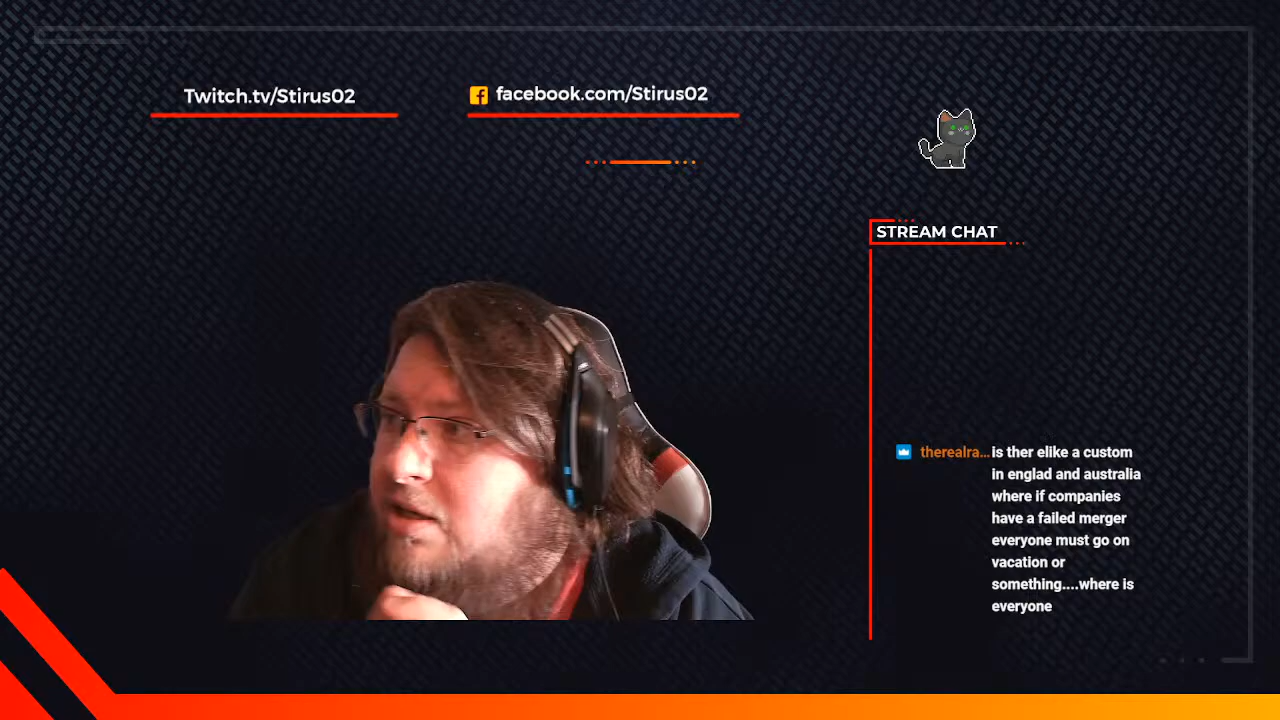 Twitch.tv/Stirus02
facebook.com/Stirus02
STREAM CHAT
therealra... is ther elike a custom
in englad and australia
where if companies
have a failed merger
everyone must go on
vacation or
something....where is
everyone